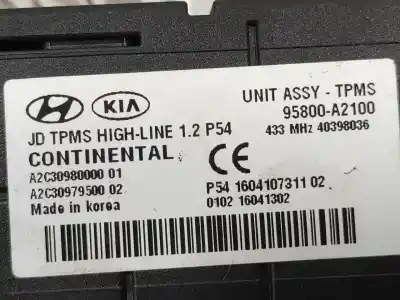 KIA
UNIT ASSY - TPMS
95800-A2100
433 MHz 40398036
JD TPMS HIGH-LINE 1.2 P54
CONTINENTAL
CE
A2C30980000 01
A2C30979500 02
Made in korea
P54 1604107311 02
0102 16041302